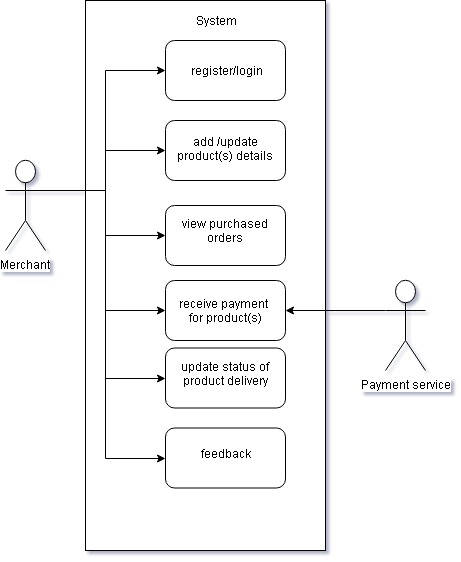 System
register/login
add /update
product(s) details
view purchased
orders
Merchant
receive payment
for product(s)
update status of
product delivery
Payment service
feedback